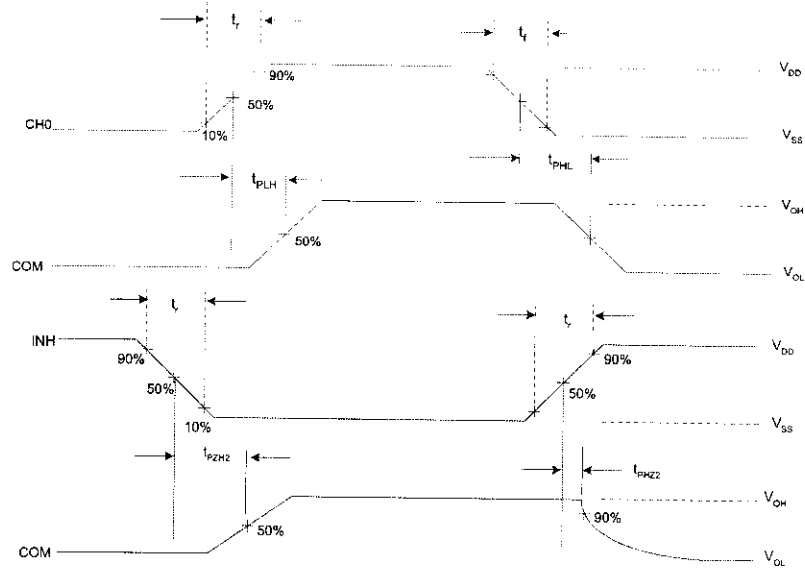 tr
tf
90%
VDD
50%
CH0
10%
VSS
tPLH
tPHL
VOH
50%
COM
VOL
tr
tr
INH
VDD
90%
90%
50%
50%
10%
VSS
tPZH2
tPHZ2
VOH
50%
90%
COM
VOL